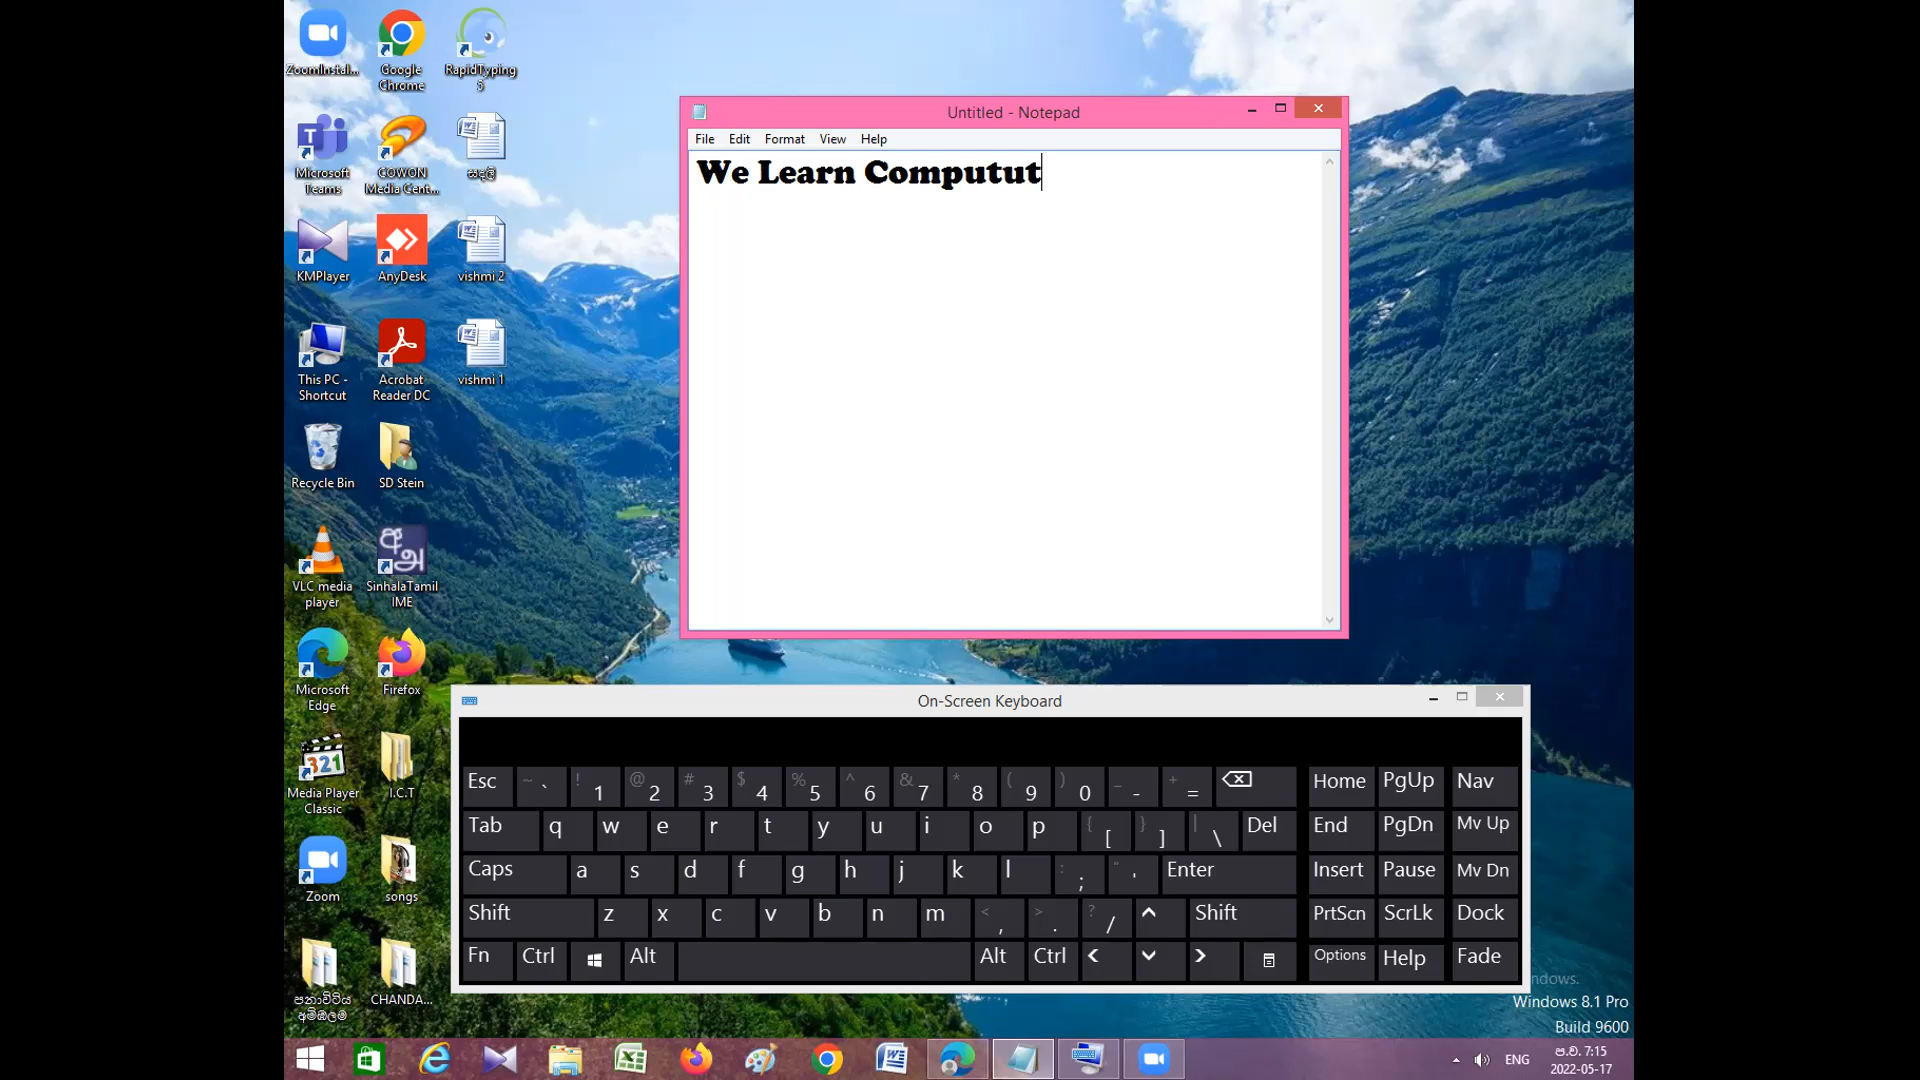 ZoomInstal...
Google
Chrome
RapidTyping
5
Microsoft
Teams
COWON
Media Cent...
සඳලි
KMPlayer
AnyDesk
vishmi 2
This PC -
Shortcut
Acrobat
Reader DC
vishmi 1
Recycle Bin
SD Stein
VLC media
player
SinhalaTamil
IME
Microsoft
Edge
Firefox
Media Player
Classic
I.C.T
Zoom
songs
CHANDA...
Untitled - Notepad
File Edit Format View Help
We Learn Computut
On-Screen Keyboard
Esc ~ ` ! 1 @ 2 # 3 $ 4 % 5 ^ 6 & 7 * 8 ( 9 ) 0 _ - + = Home PgUp Nav
Tab q w e r t y u i o p { [ } ] | \ Del End PgDn Mv Up
Caps a s d f g h j k l : ; " ' Enter Insert Pause Mv Dn
Shift z x c v b n m < , > . ? / Shift PrtScn ScrLk Dock
Fn Ctrl Alt Alt Ctrl Options Help Fade
ndows.
Windows 8.1 Pro
Build 9600
ENG
ප.ව. 7:15
2022-05-17